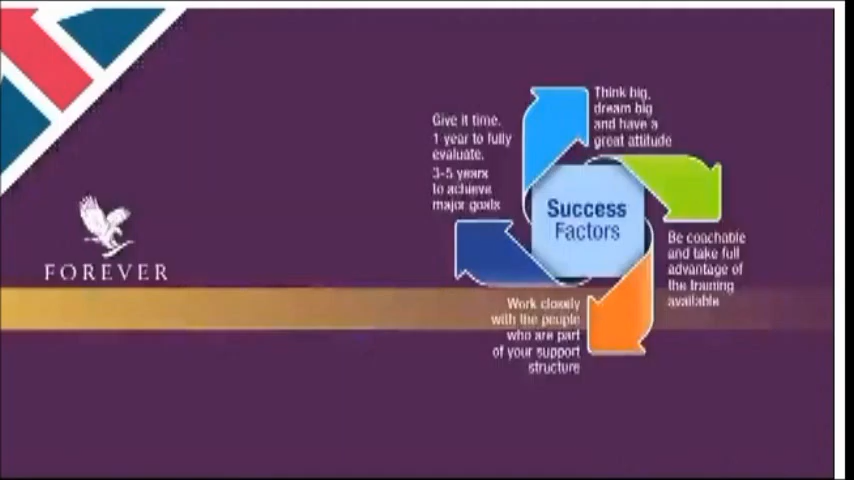 Think big,
dream big
and have a
great attitude
Give it time.
1 year to fully
evaluate.
3-5 years
to achieve
major goals
Success
Factors
Be coachable
and take full
advantage of
the training
available
FOREVER
Work closely
with the people
who are part
of your support
structure